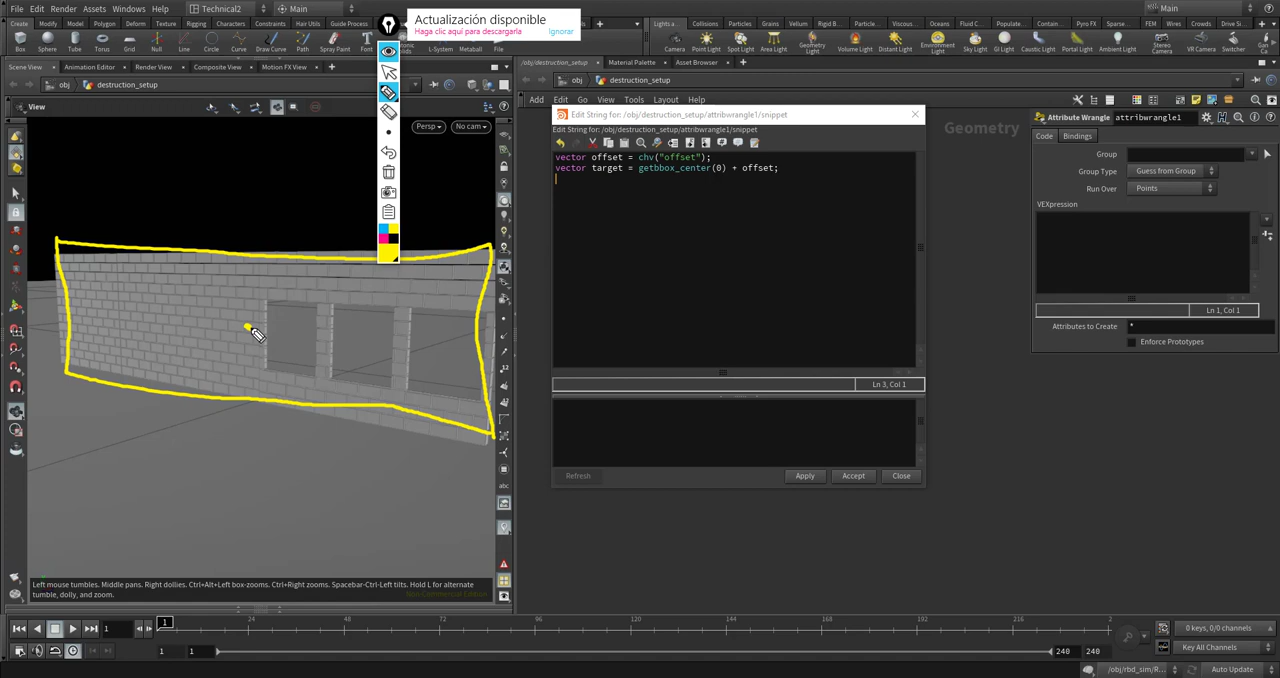 File Edit Render Assets Windows Help Technical2 Main Main
Actualización disponible
Haga clic aquí para descargarla Ignorar
Create Modify Model Polygon Deform Texture Rigging Characters Constraints Hair Utils Guide Process
Lights a... Collisions Particles Grains Vellum Rigid B... Particle... Viscous... Oceans Fluid C... Populate... Contain... Pyro FX Sparse... FEM Wires Crowds Drive Si...
Box Sphere Tube Torus Grid Null Line Circle Curve Draw Curve Path Spray Paint Font L-System Metaball File
Camera Point Light Spot Light Area Light Geometry Light Volume Light Distant Light Environment Light Sky Light GI Light Caustic Light Portal Light Ambient Light Stereo Camera VR Camera Switcher
Scene View Animation Editor Render View Composite View Motion FX View
/obj/destruction_setup Material Palette Asset Browser
obj destruction_setup
obj destruction_setup
View
Persp No cam
Add Edit Go View Tools Layout Help
Edit String for: /obj/destruction_setup/attribwrangle1/snippet
Edit String for: /obj/destruction_setup/attribwrangle1/snippet
vector offset = chv("offset");
vector target = getbbox_center(0) + offset;
Ln 3, Col 1
Refresh Apply Accept Close
Geometry
Attribute Wrangle attribwrangle1
Code Bindings
Group
Group Type Guess from Group
Run Over Points
VEXpression
Ln 1, Col 1
Attributes to Create *
Enforce Prototypes
abc
Left mouse tumbles. Middle pans. Right dollies. Ctrl+Alt+Left box-zooms. Ctrl+Right zooms. Spacebar-Ctrl-Left tilts. Hold L for alternate
tumble, dolly, and zoom.
Non-Commercial Edition
1 1 24 48 72 96 120 144 168 192 216 2
0 keys, 0/0 channels
1 1 240 240
Key All Channels
/obj/rbd_sim/R... Auto Update